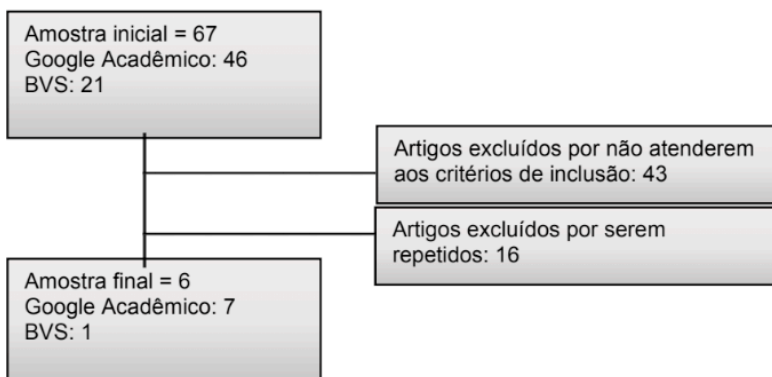 Amostra inicial = 67
Google Acadêmico: 46
BVS: 21
Artigos excluídos por não atenderem
aos critérios de inclusão: 43
Artigos excluídos por serem
repetidos: 16
Amostra final = 6
Google Acadêmico: 7
BVS: 1